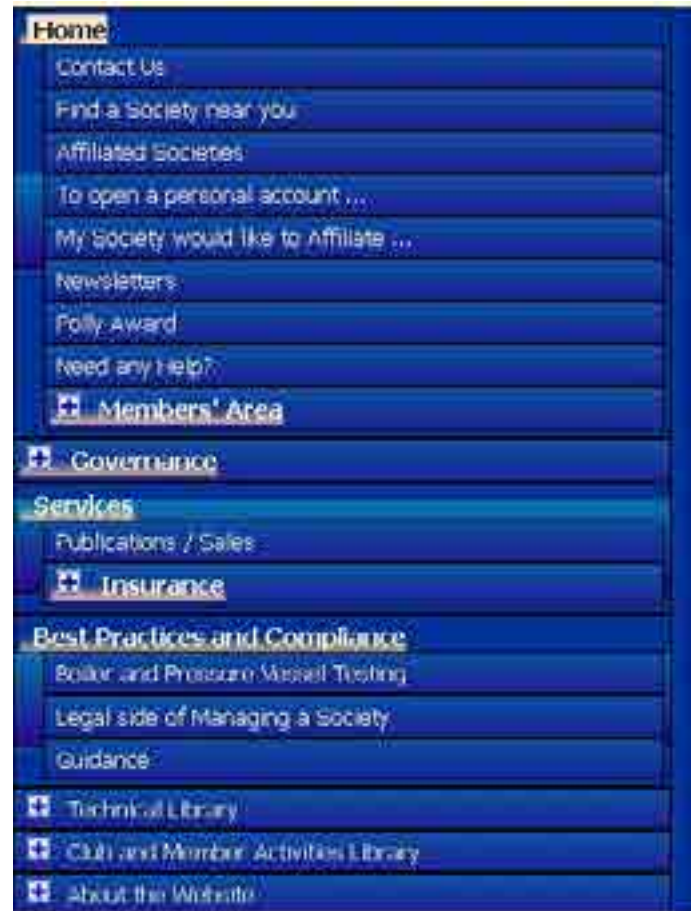 Home
Contact Us
Find a Society near you
Affiliated Societies
To open a personal account ...
My Society would like to Affiliate ...
Newsletters
Polly Award
Need any Help?
Members' Area
Governance
Services
Publications / Sales
Insurance
Best Practices and Compliance
Boiler and Pressure Vessel Testing
Legal side of Managing a Society
Guidance
Technical Library
Club and Member Activities Library
About the Website